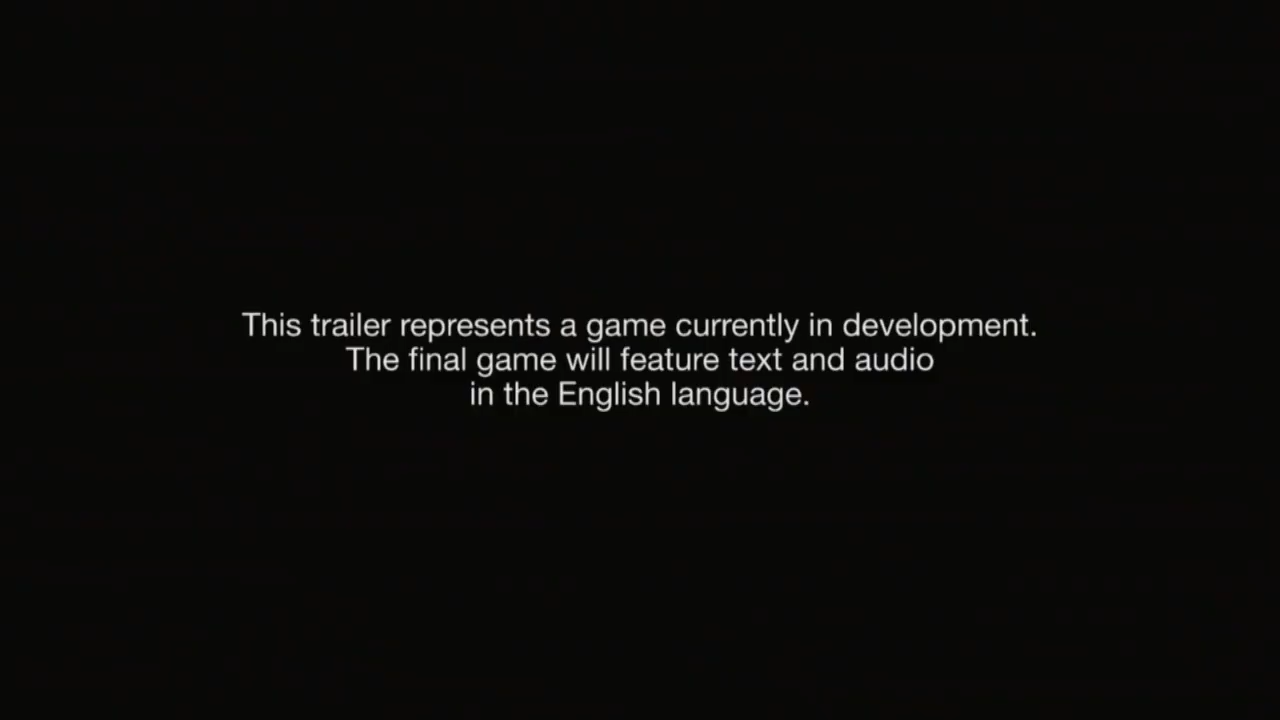 This trailer represents a game currently in development.
The final game will feature text and audio
in the English language.